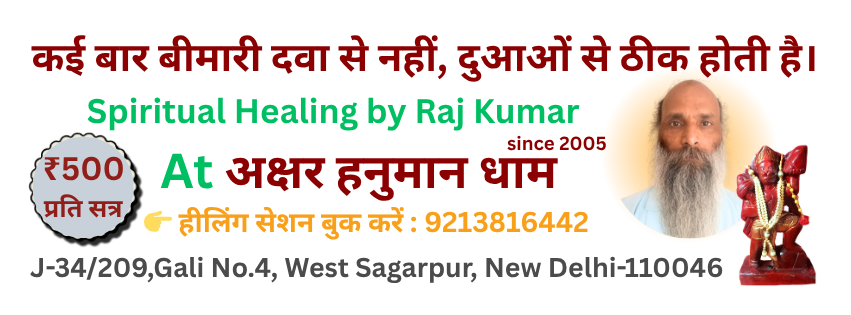 कई बार बीमारी दवा से नहीं, दुआओं से ठीक होती है।
Spiritual Healing by Raj Kumar
since 2005
₹500
प्रति सत्र
At अक्षर हनुमान धाम
👉 हीलिंग सेशन बुक करें : 9213816442
J-34/209,Gali No.4, West Sagarpur, New Delhi-110046